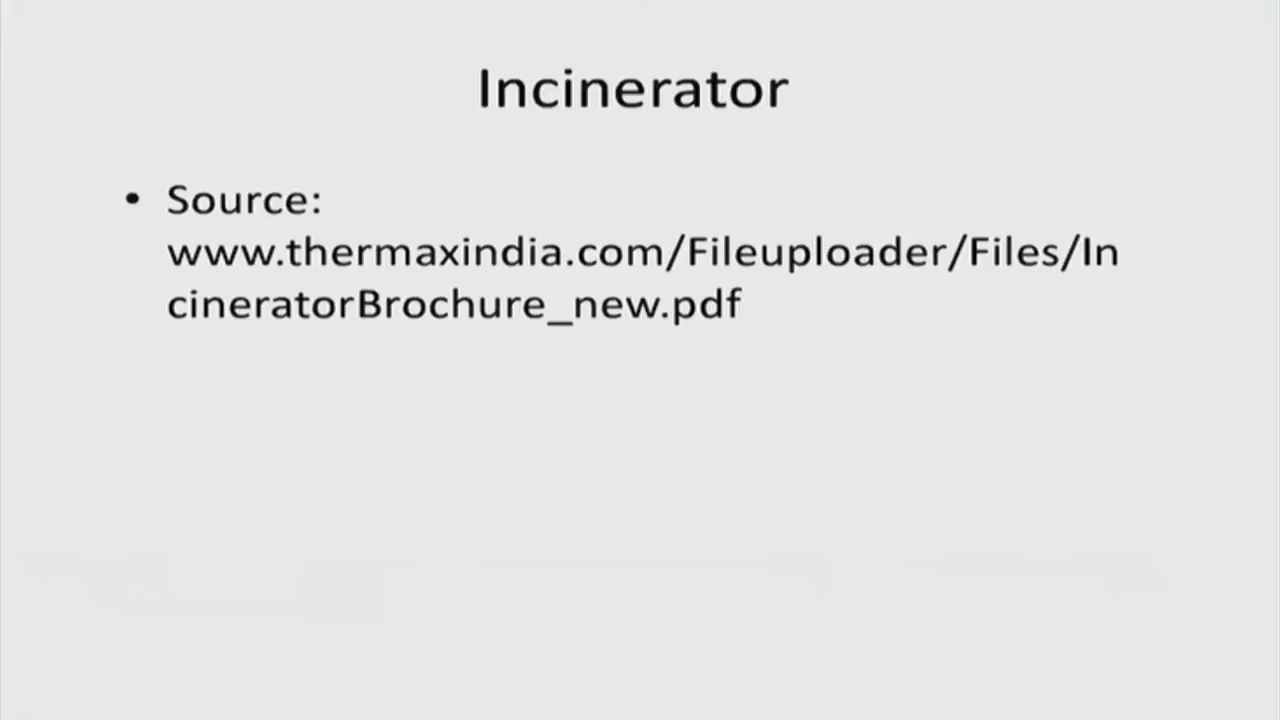 Incinerator
• Source:
www.thermaxindia.com/Fileuploader/Files/In
cineratorBrochure_new.pdf